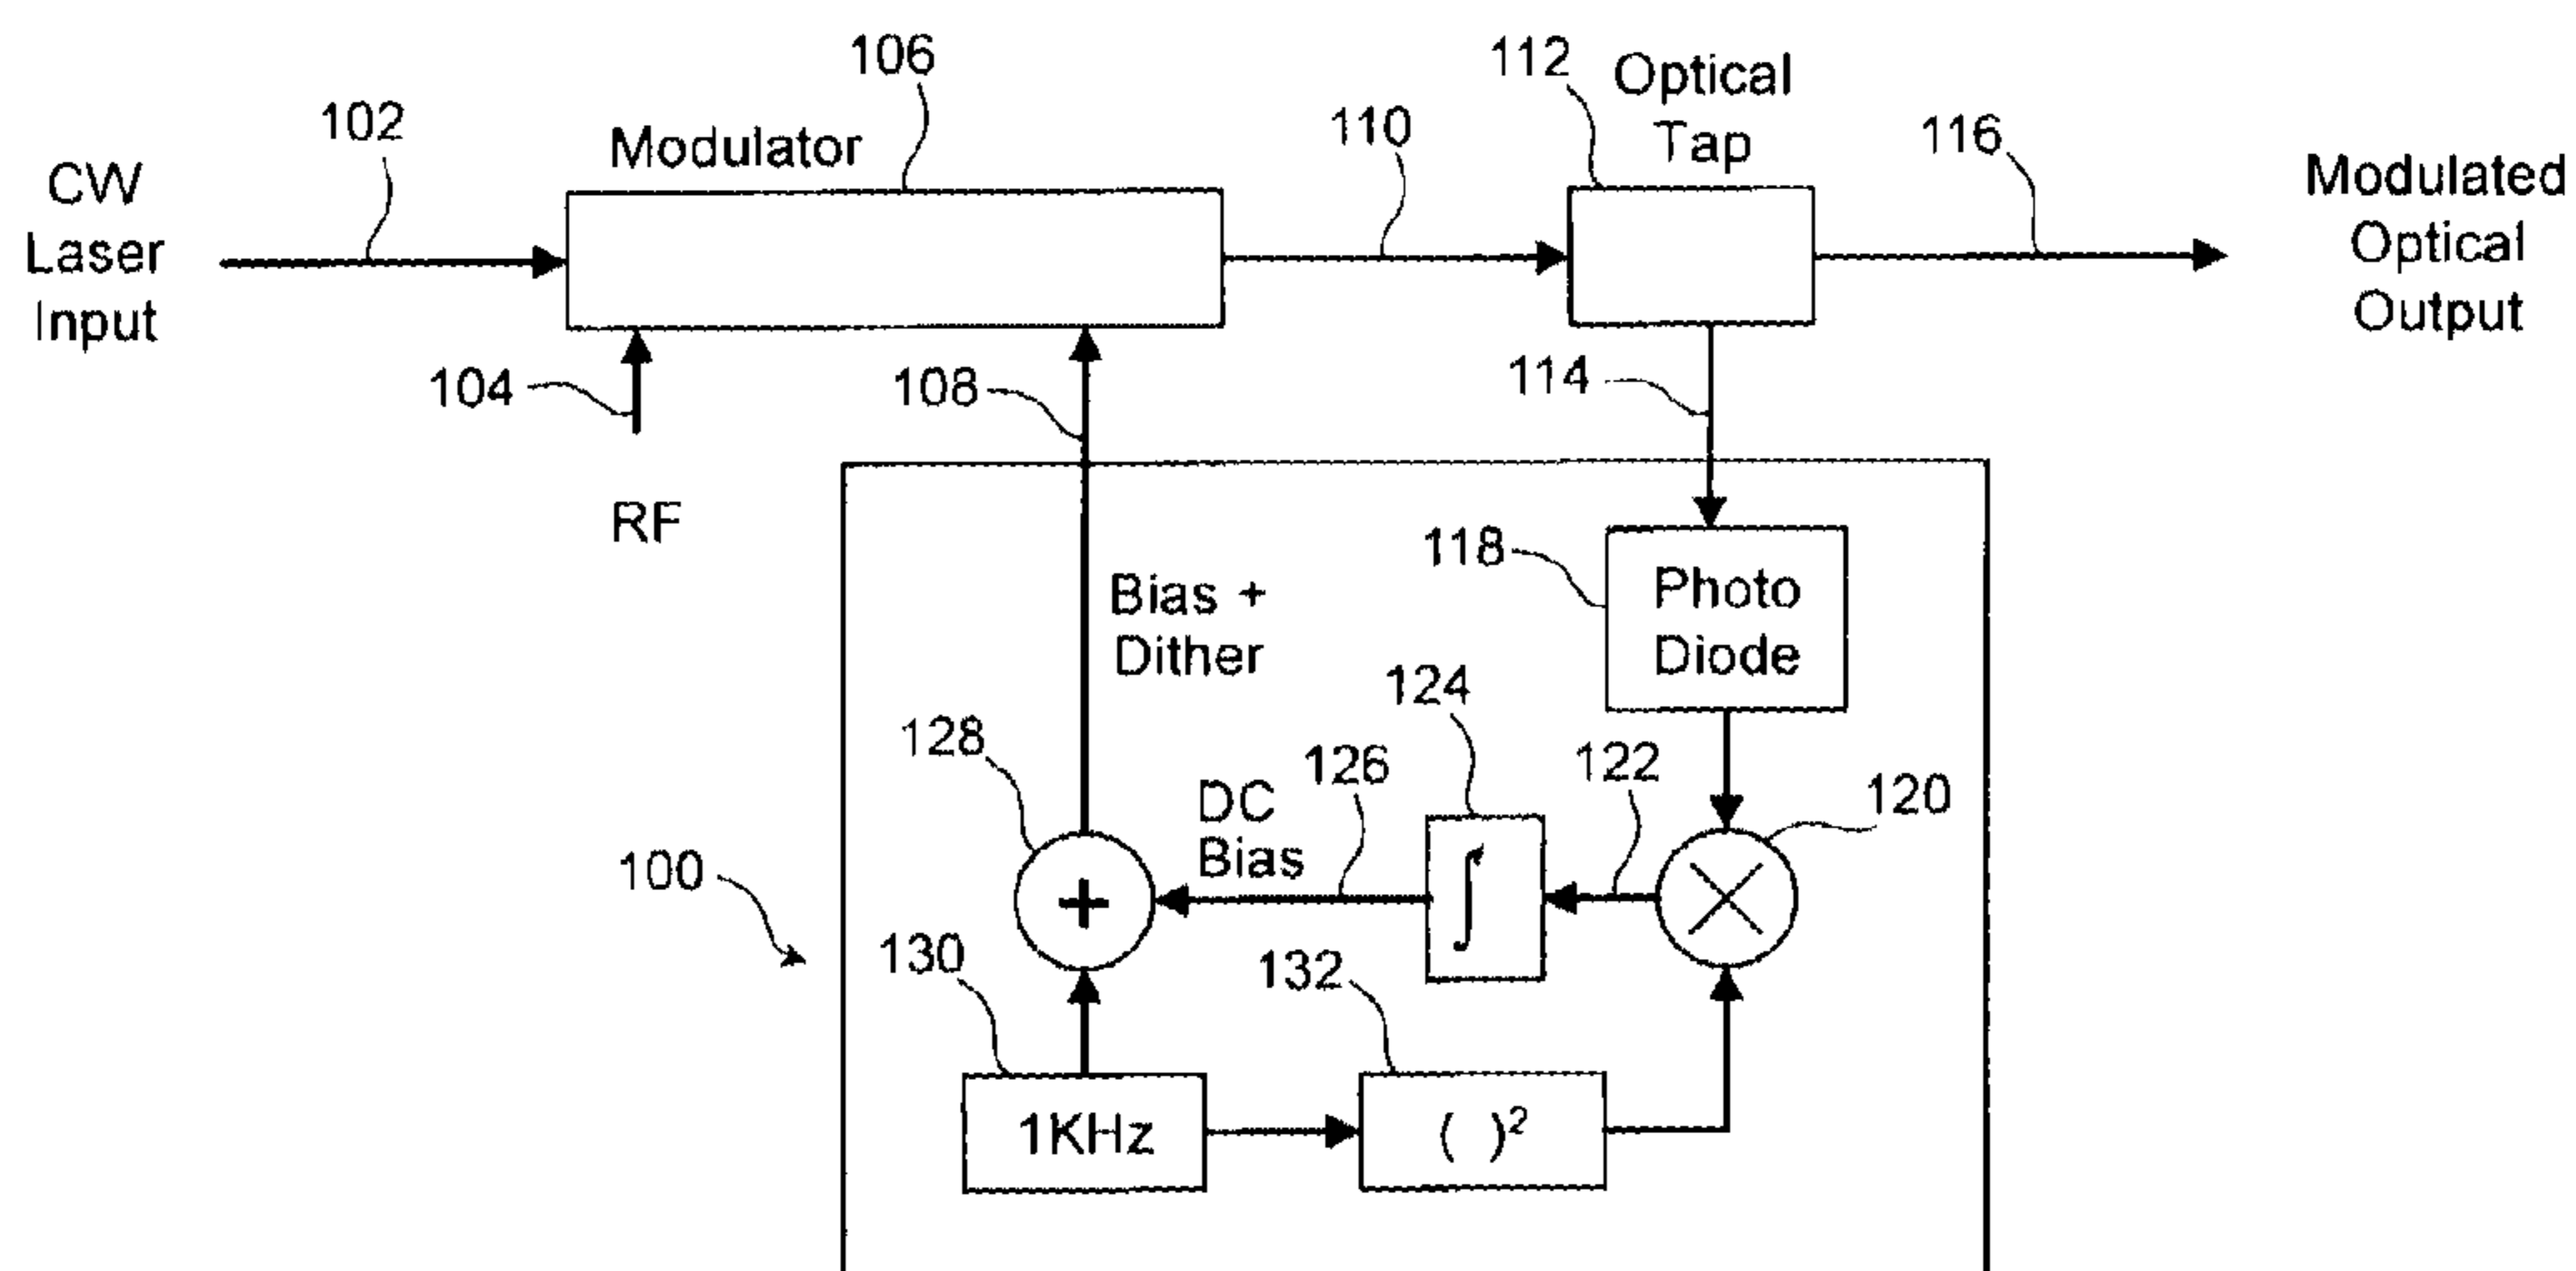 106
112
Optical
Tap
102
110
116
Modulator
CW
Laser
Input
Modulated
Optical
Output
104
108
114
RF
118
Photo
Diode
Bias +
Dither
124
128
126
122
120
DC
Bias
100
+
∫
×
130
132
1KHz
( )²